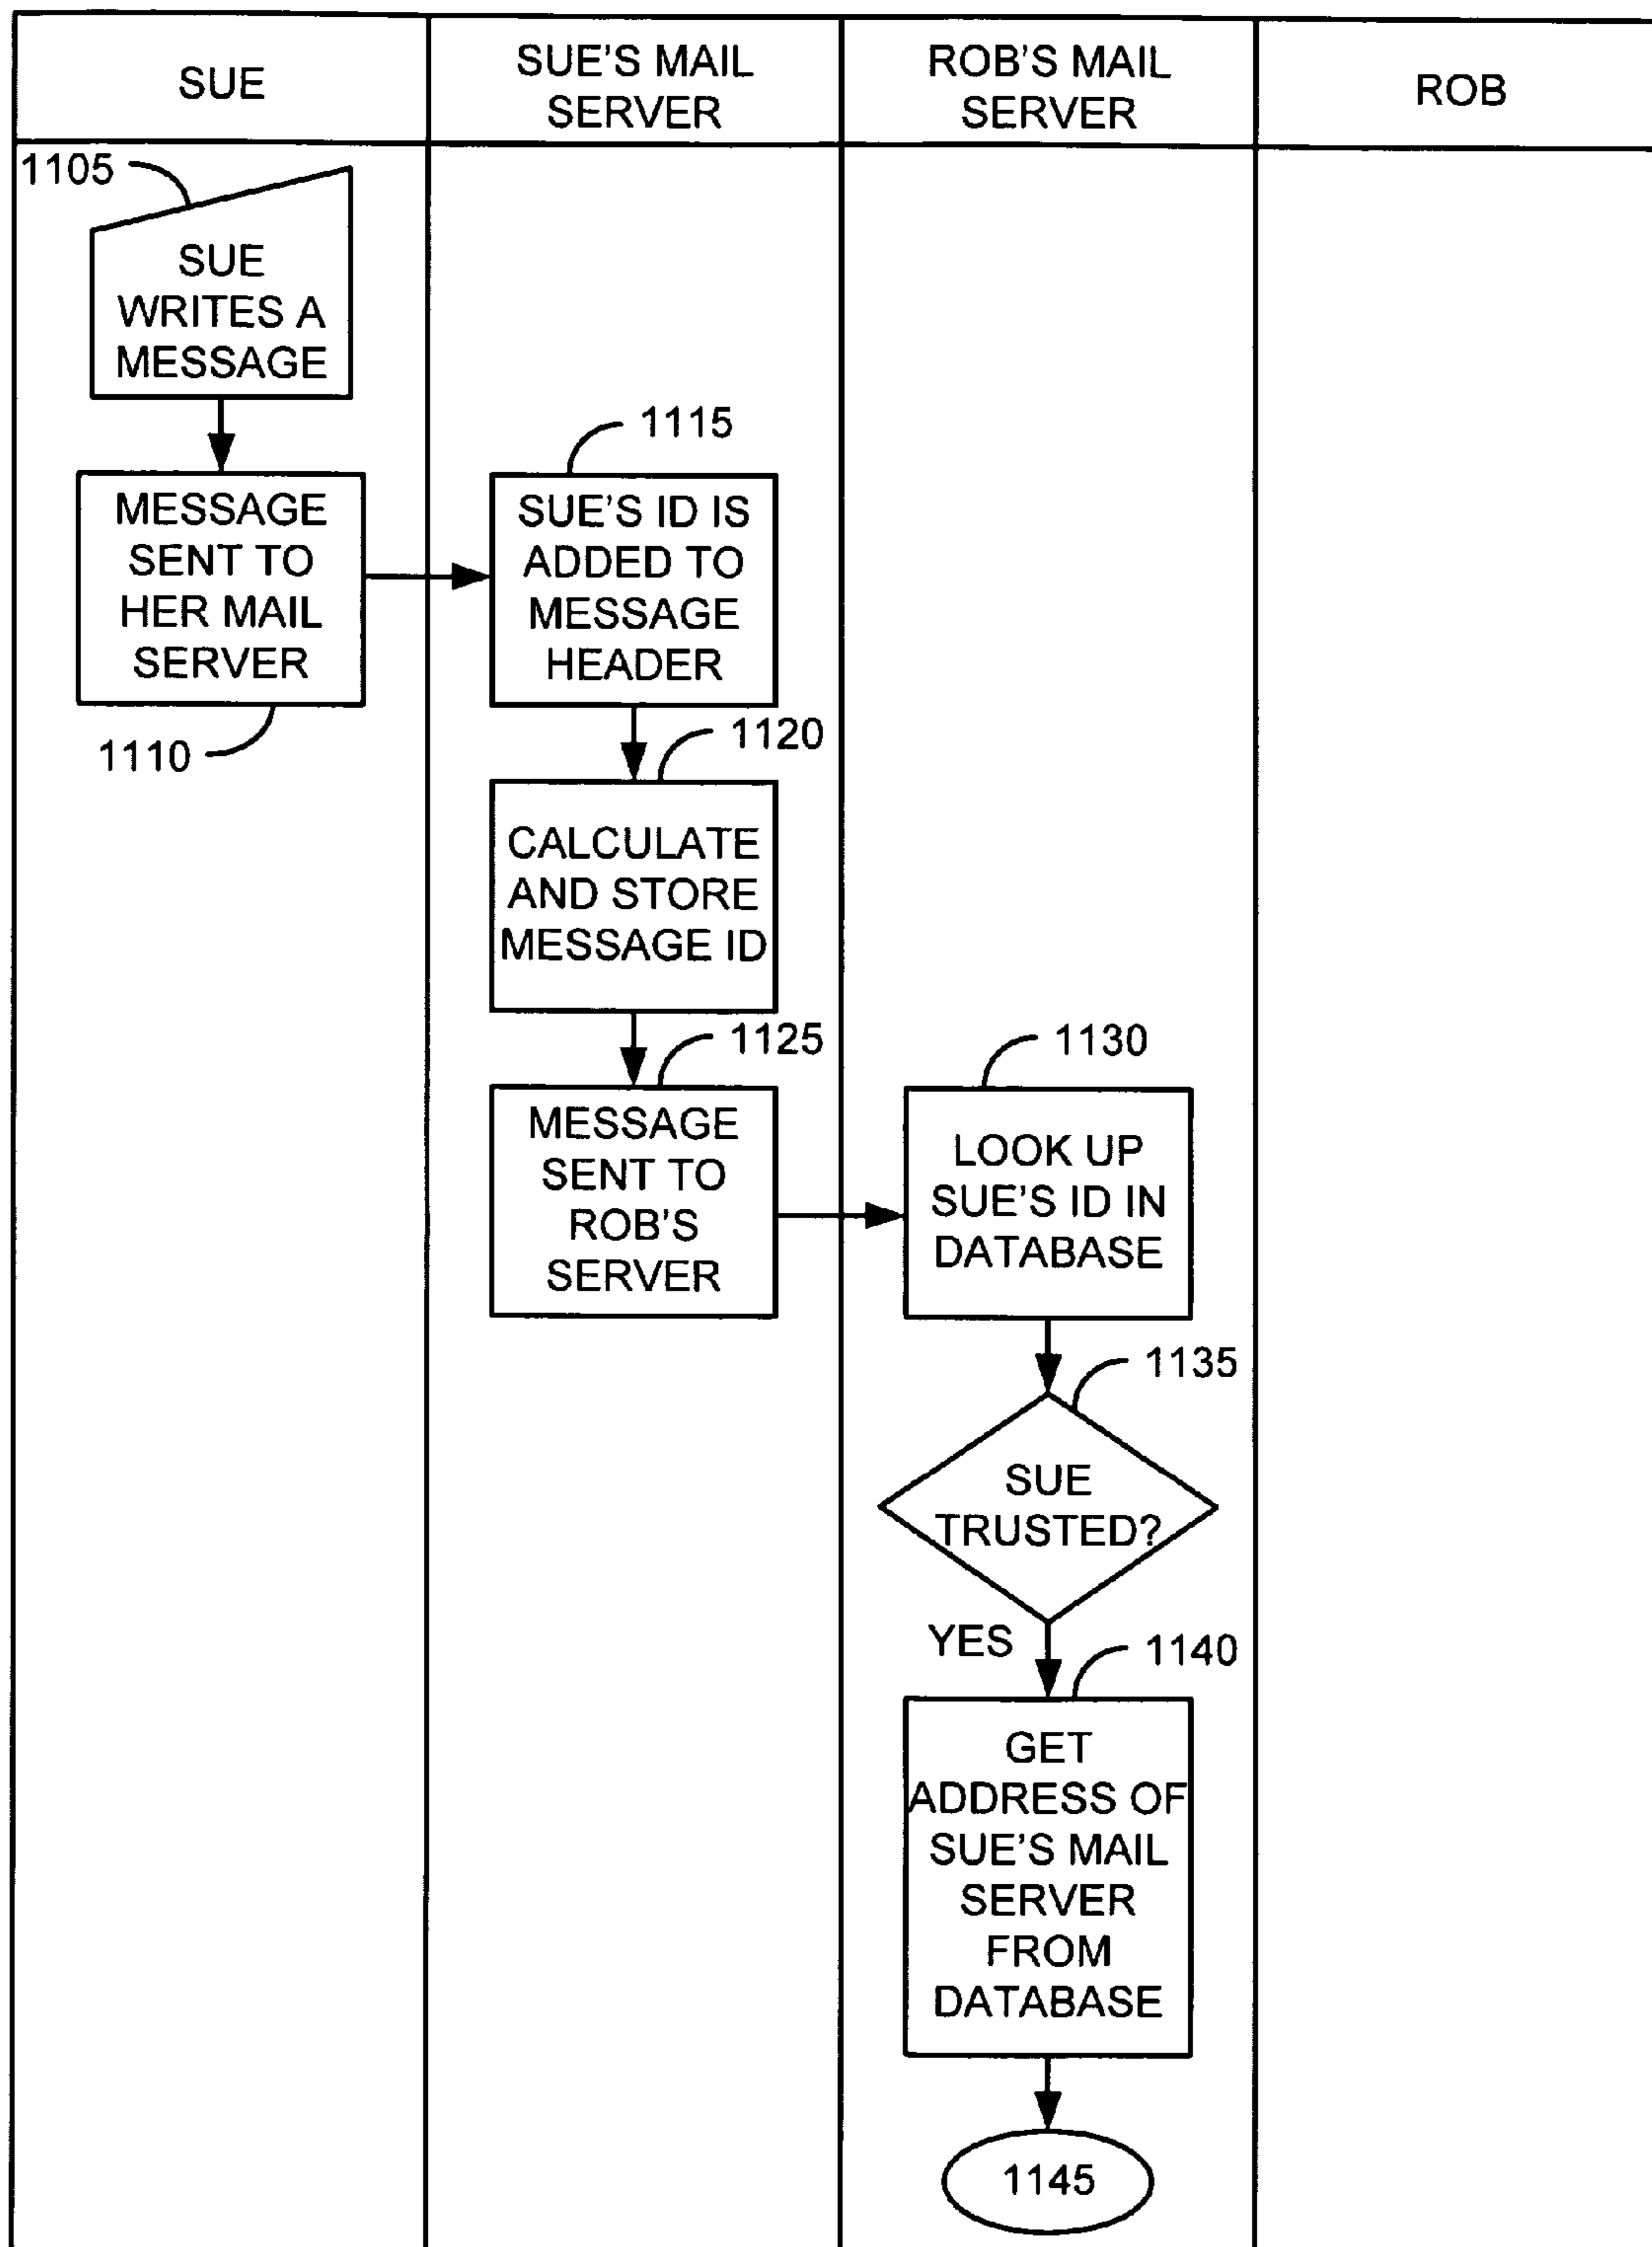 SUE
SUE'S MAIL
SERVER
ROB'S MAIL
SERVER
ROB
1105
SUE
WRITES A
MESSAGE
MESSAGE
SENT TO
HER MAIL
SERVER
1110
1115
SUE'S ID IS
ADDED TO
MESSAGE
HEADER
1120
CALCULATE
AND STORE
MESSAGE ID
1125
MESSAGE
SENT TO
ROB'S
SERVER
1130
LOOK UP
SUE'S ID IN
DATABASE
1135
SUE
TRUSTED?
YES
1140
GET
ADDRESS OF
SUE'S MAIL
SERVER
FROM
DATABASE
1145